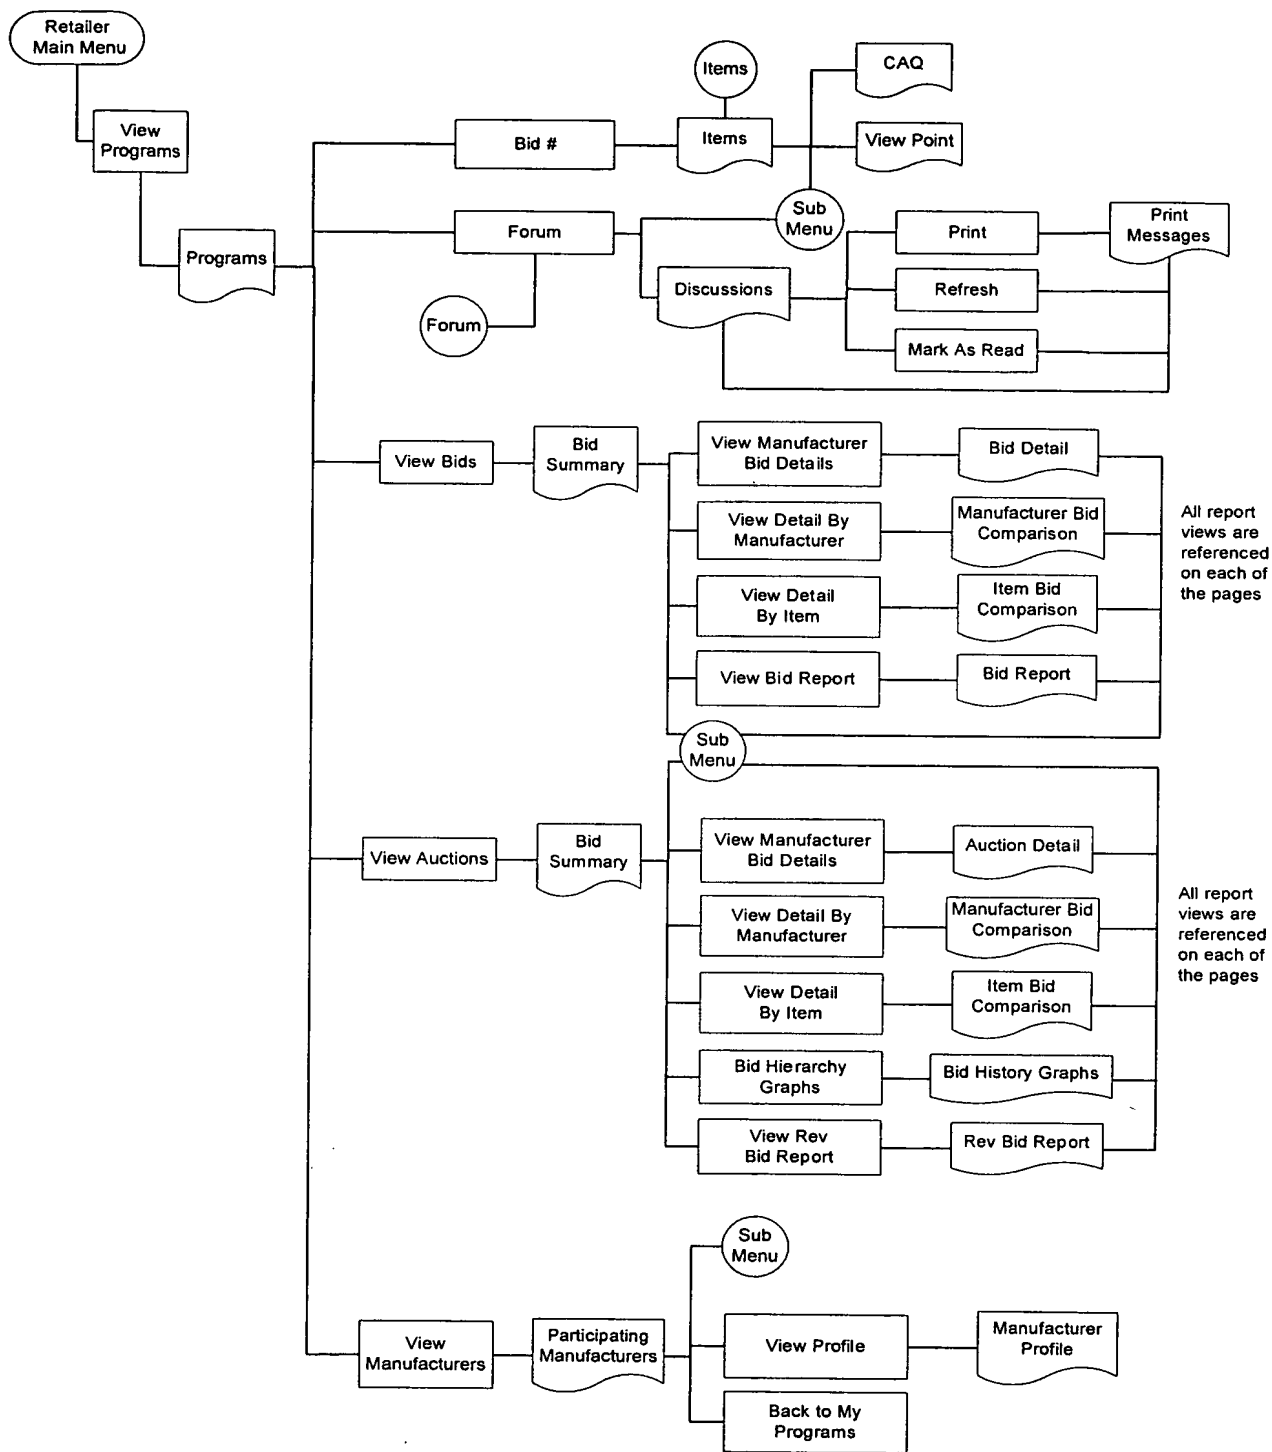 Retailer
Main Menu
View
Programs
Programs
Items
CAQ
Bid #
Items
View Point
Forum
Sub
Menu
Print
Print
Messages
Discussions
Refresh
Forum
Mark As Read
View Bids
Bid
Summary
View Manufacturer
Bid Details
Bid Detail
View Detail By
Manufacturer
Manufacturer Bid
Comparison
View Detail
By Item
Item Bid
Comparison
View Bid Report
Bid Report
All report
views are
referenced
on each of
the pages
Sub
Menu
View Auctions
Bid
Summary
View Manufacturer
Bid Details
Auction Detail
View Detail By
Manufacturer
Manufacturer Bid
Comparison
View Detail
By Item
Item Bid
Comparison
Bid Hierarchy
Graphs
Bid History Graphs
View Rev
Bid Report
Rev Bid Report
All report
views are
referenced
on each of
the pages
Sub
Menu
View
Manufacturers
Participating
Manufacturers
View Profile
Manufacturer
Profile
Back to My
Programs